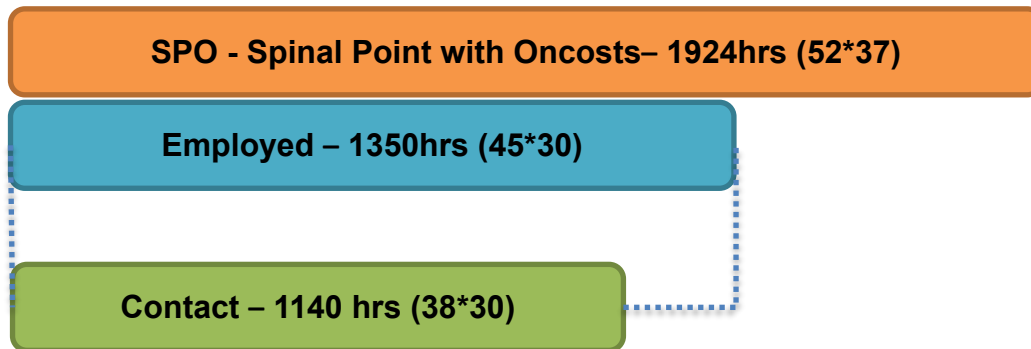 SPO - Spinal Point with Oncosts– 1924hrs (52*37)
Employed – 1350hrs (45*30)
Contact – 1140 hrs (38*30)